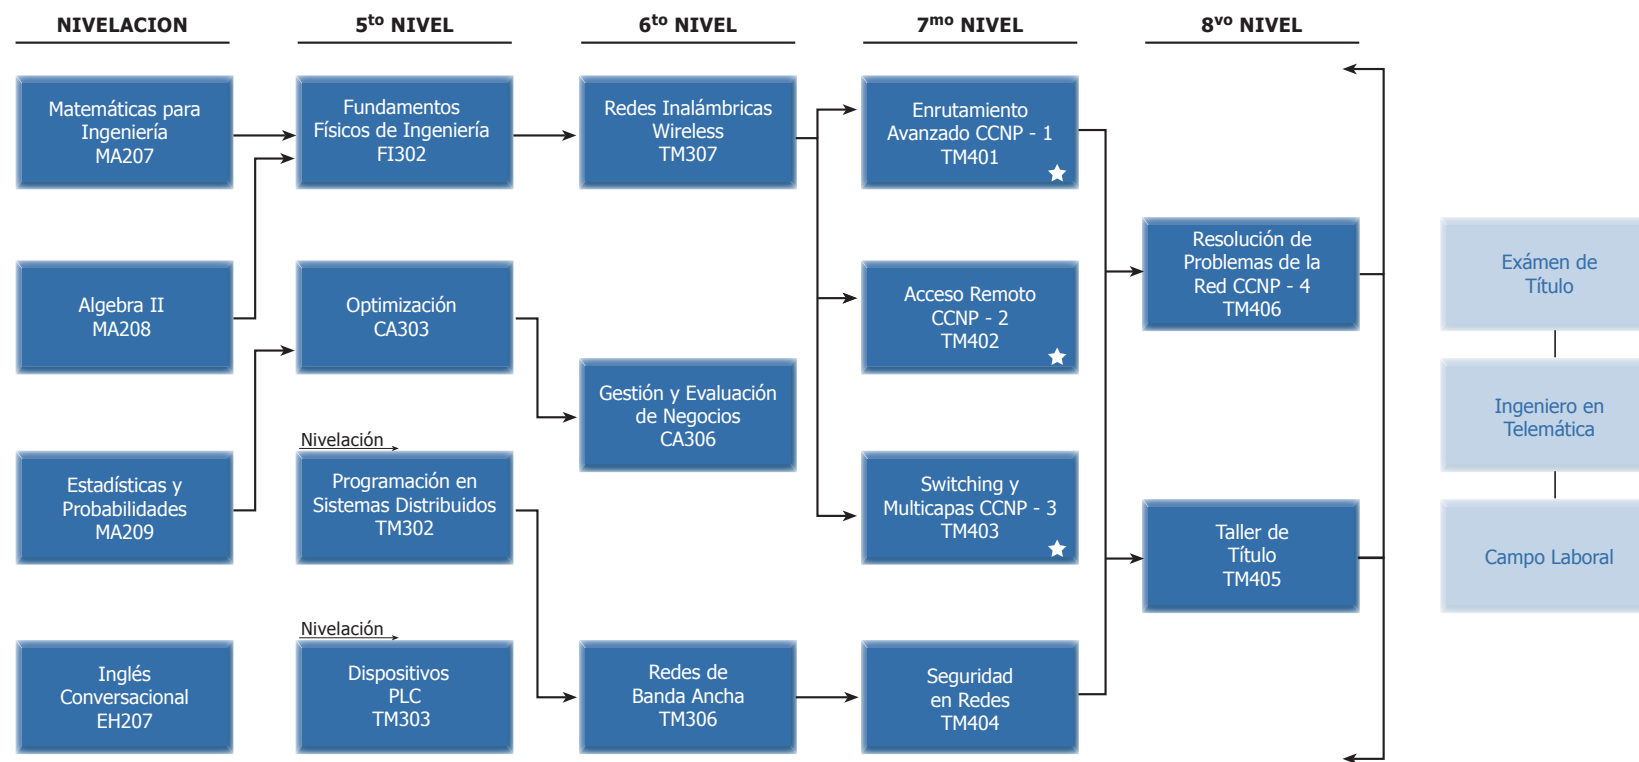 NIVELACION
5to NIVEL
6to NIVEL
7mo NIVEL
8vo NIVEL
Matemáticas para
Ingeniería
MA207
Algebra II
MA208
Estadísticas y
Probabilidades
MA209
Inglés
Conversacional
EH207
Fundamentos
Físicos de Ingeniería
FI302
Optimización
CA303
Nivelación
Programación en
Sistemas Distribuidos
TM302
Nivelación
Dispositivos
PLC
TM303
Redes Inalámbricas
Wireless
TM307
Gestión y Evaluación
de Negocios
CA306
Redes de
Banda Ancha
TM306
Enrutamiento
Avanzado CCNP - 1
TM401
Acceso Remoto
CCNP - 2
TM402
Switching y
Multicapas CCNP - 3
TM403
Seguridad
en Redes
TM404
Resolución de
Problemas de la
Red CCNP - 4
TM406
Taller de
Título
TM405
Exámen de
Título
Ingeniero en
Telemática
Campo Laboral